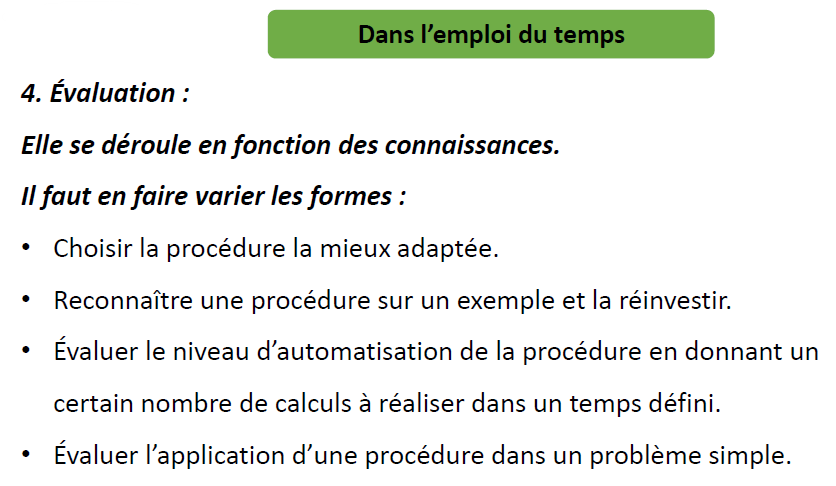 Dans l’emploi du temps
4. Évaluation :
Elle se déroule en fonction des connaissances.
Il faut en faire varier les formes :
• Choisir la procédure la mieux adaptée.
• Reconnaître une procédure sur un exemple et la réinvestir.
• Évaluer le niveau d’automatisation de la procédure en donnant un
certain nombre de calculs à réaliser dans un temps défini.
• Évaluer l’application d’une procédure dans un problème simple.